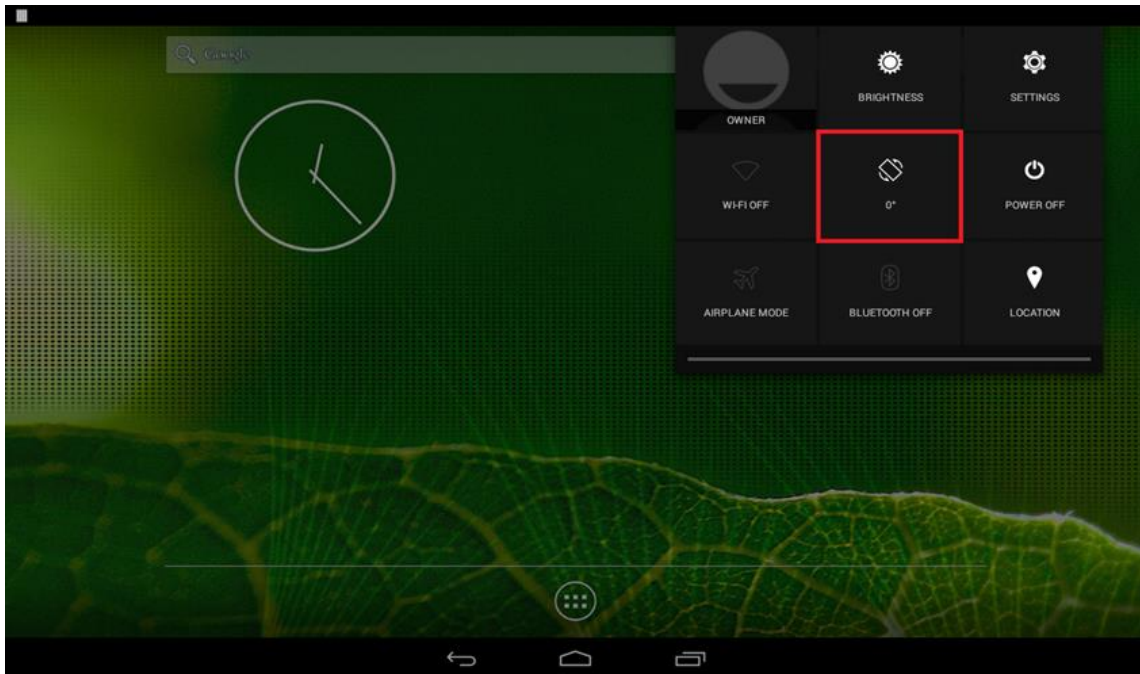 Google
OWNER
BRIGHTNESS
SETTINGS
WI-FI OFF
0°
POWER OFF
AIRPLANE MODE
BLUETOOTH OFF
LOCATION